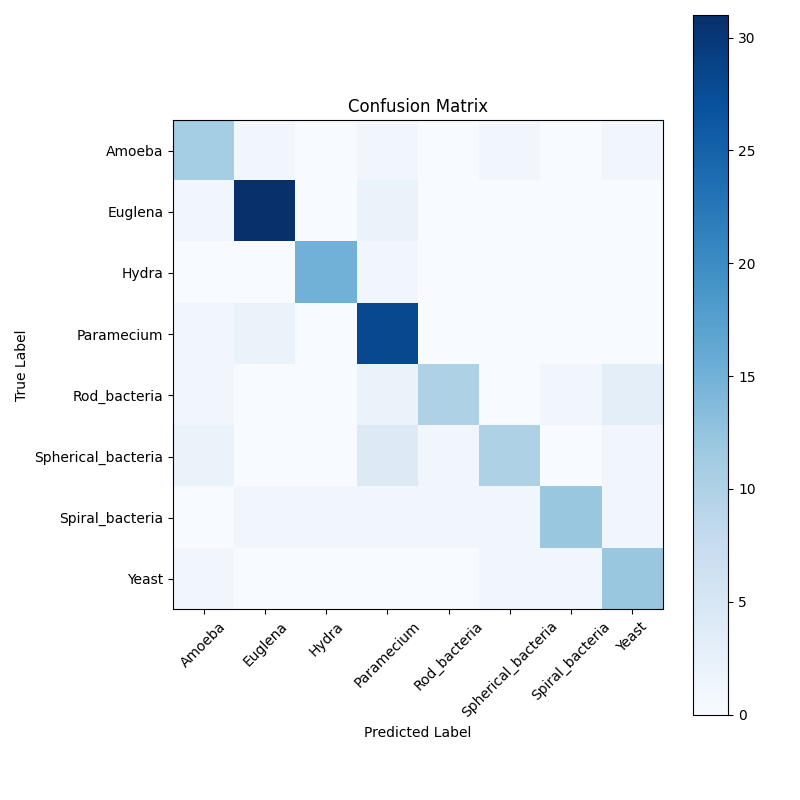 Confusion Matrix
True Label
Amoeba
Euglena
Hydra
Paramecium
Rod_bacteria
Spherical_bacteria
Spiral_bacteria
Yeast
Amoeba
Euglena
Hydra
Paramecium
Rod_bacteria
Spherical_bacteria
Spiral_bacteria
Yeast
Predicted Label
30
25
20
15
10
5
0